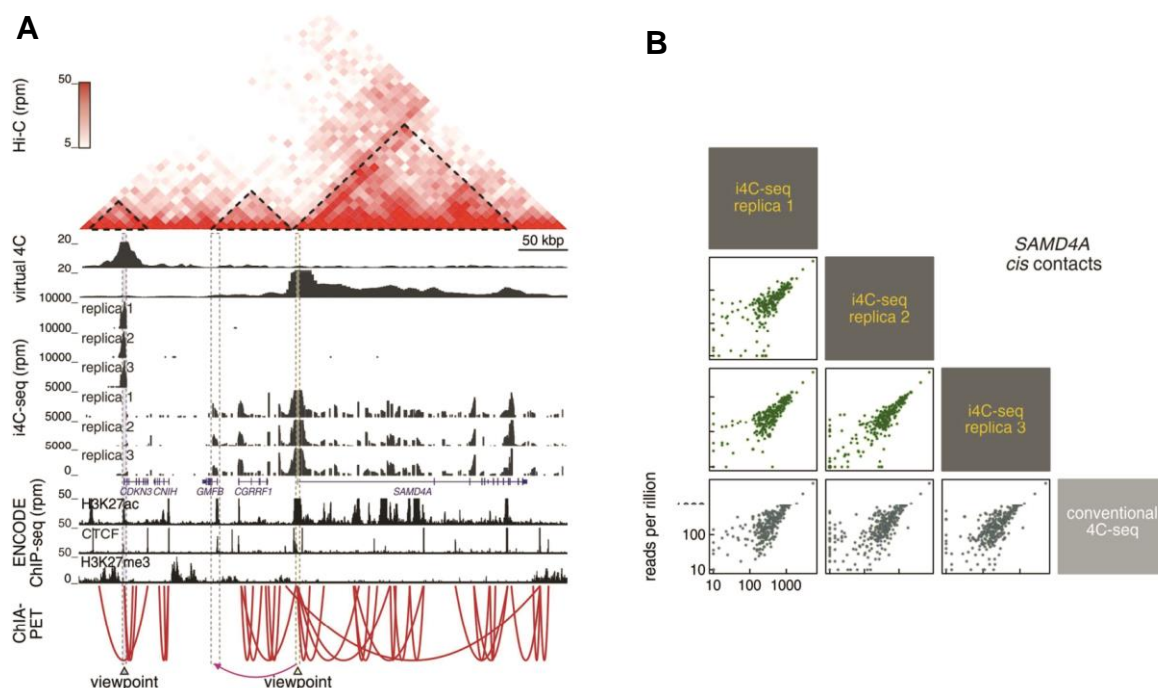 A
Hi-C (rpm)
50
5
50 kbp
virtual 4C
20
20
i4C-seq (rpm)
10000
replica 1
10000
replica 2
10000
replica 3
5000
replica 1
5000
replica 2
5000
replica 3
0
CDKN3 CNIH GMFB CGRRF1 SAMD4A
ENCODE
ChIP-seq (rpm)
H3K27ac
50
CTCF
50
H3K27me3
0
ChIA-
PET
viewpoint
viewpoint
B
i4C-seq
replica 1
SAMD4A
cis contacts
i4C-seq
replica 2
i4C-seq
replica 3
conventional
4C-seq
reads per rillion
100
10
10 100 1000